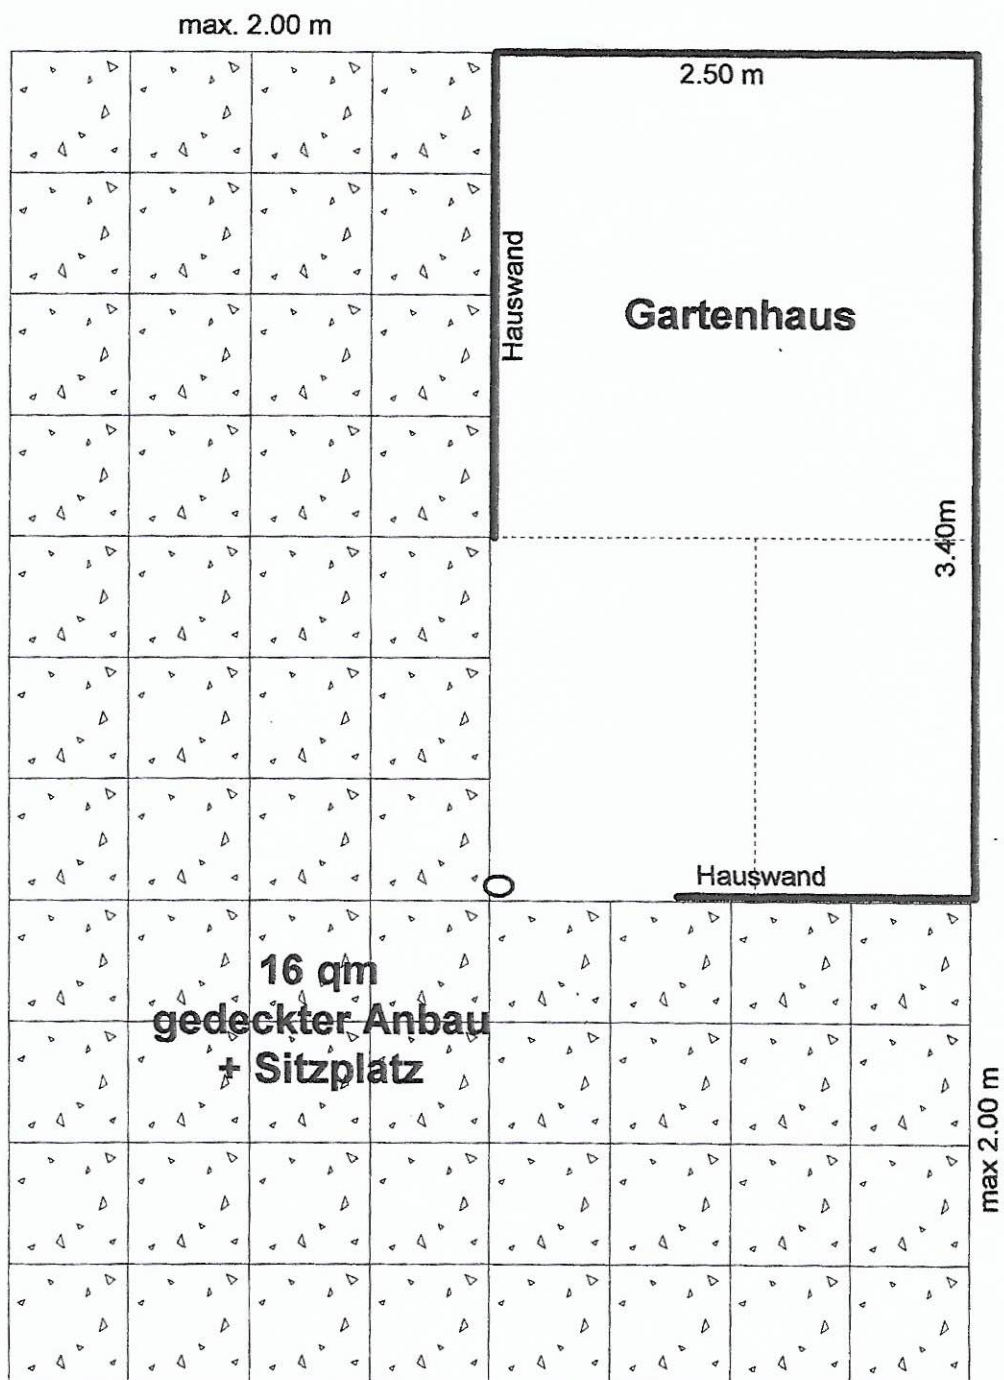 max. 2.00 m
2.50 m
Hauswand
Gartenhaus
3.40m
Hauswand
16 qm
gedeckter Anbau
+ Sitzplatz
max 2.00 m